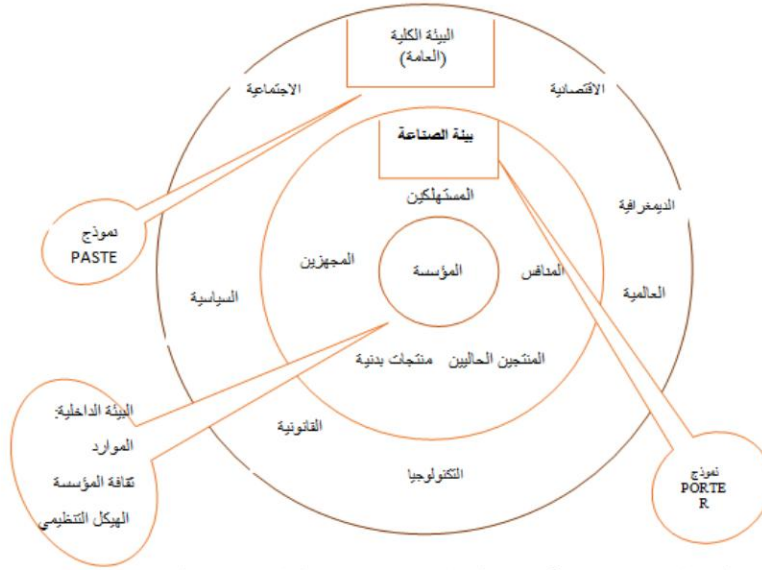 البيئة الكلية
(العامة)
الاقتصانية
الاجتماعية
بيئة الصناعة
المستهلكين
الديمغرافية
نموذج
PASTE
المؤسسة
المنافس
المجهزين
العالمية
السياسية
المنتجين الحاليين
منتجات بدنية
البيئة الداخلية:
الموارد
ثقافة المؤسسة
الهيكل التنظيمي
القانونية
التكنولوجيا
نموذج
PORTE
R